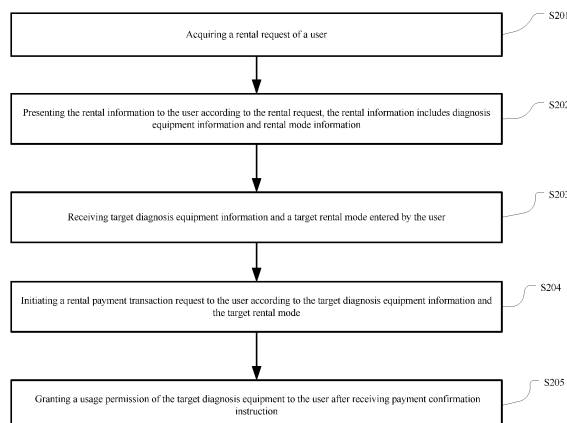 Acquiring a rental request of a user
S201
Presenting the rental information to the user according to the rental request, the rental information includes diagnosis
equipment information and rental mode information
S202
Receiving target diagnosis equipment information and a target rental mode entered by the user
S203
Initiating a rental payment transaction request to the user according to the target diagnosis equipment information and
the target rental mode
S204
Granting a usage permission of the target diagnosis equipment to the user after receiving payment confirmation
instruction
S205